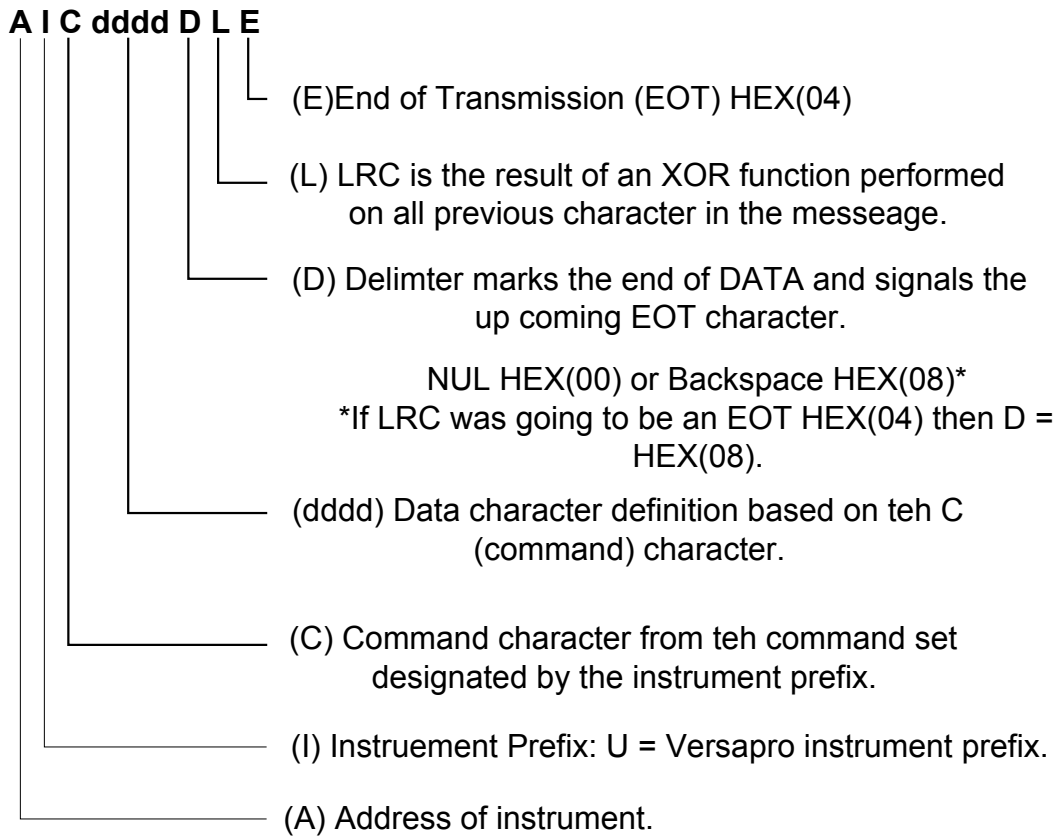 A I C dddd D L E
(E)End of Transmission (EOT) HEX(04)
(L) LRC is the result of an XOR function performed
on all previous character in the messeage.
(D) Delimter marks the end of DATA and signals the
up coming EOT character.
NUL HEX(00) or Backspace HEX(08)*
*If LRC was going to be an EOT HEX(04) then D =
HEX(08).
(dddd) Data character definition based on teh C
(command) character.
(C) Command character from teh command set
designated by the instrument prefix.
(I) Instruement Prefix: U = Versapro instrument prefix.
(A) Address of instrument.